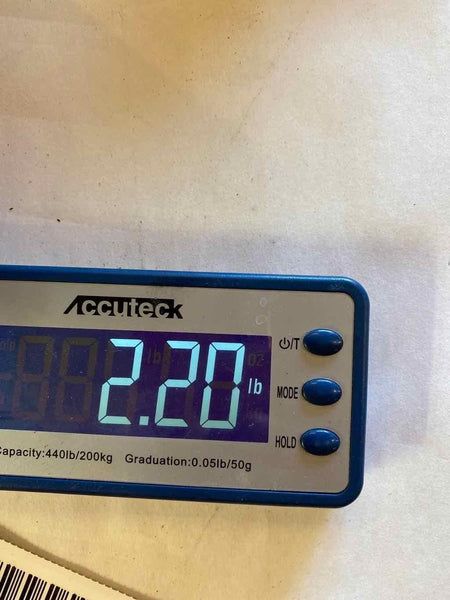 Accuteck
2.20 lb
⏻/T
MODE
HOLD
Capacity:440lb/200kg Graduation:0.05lb/50g